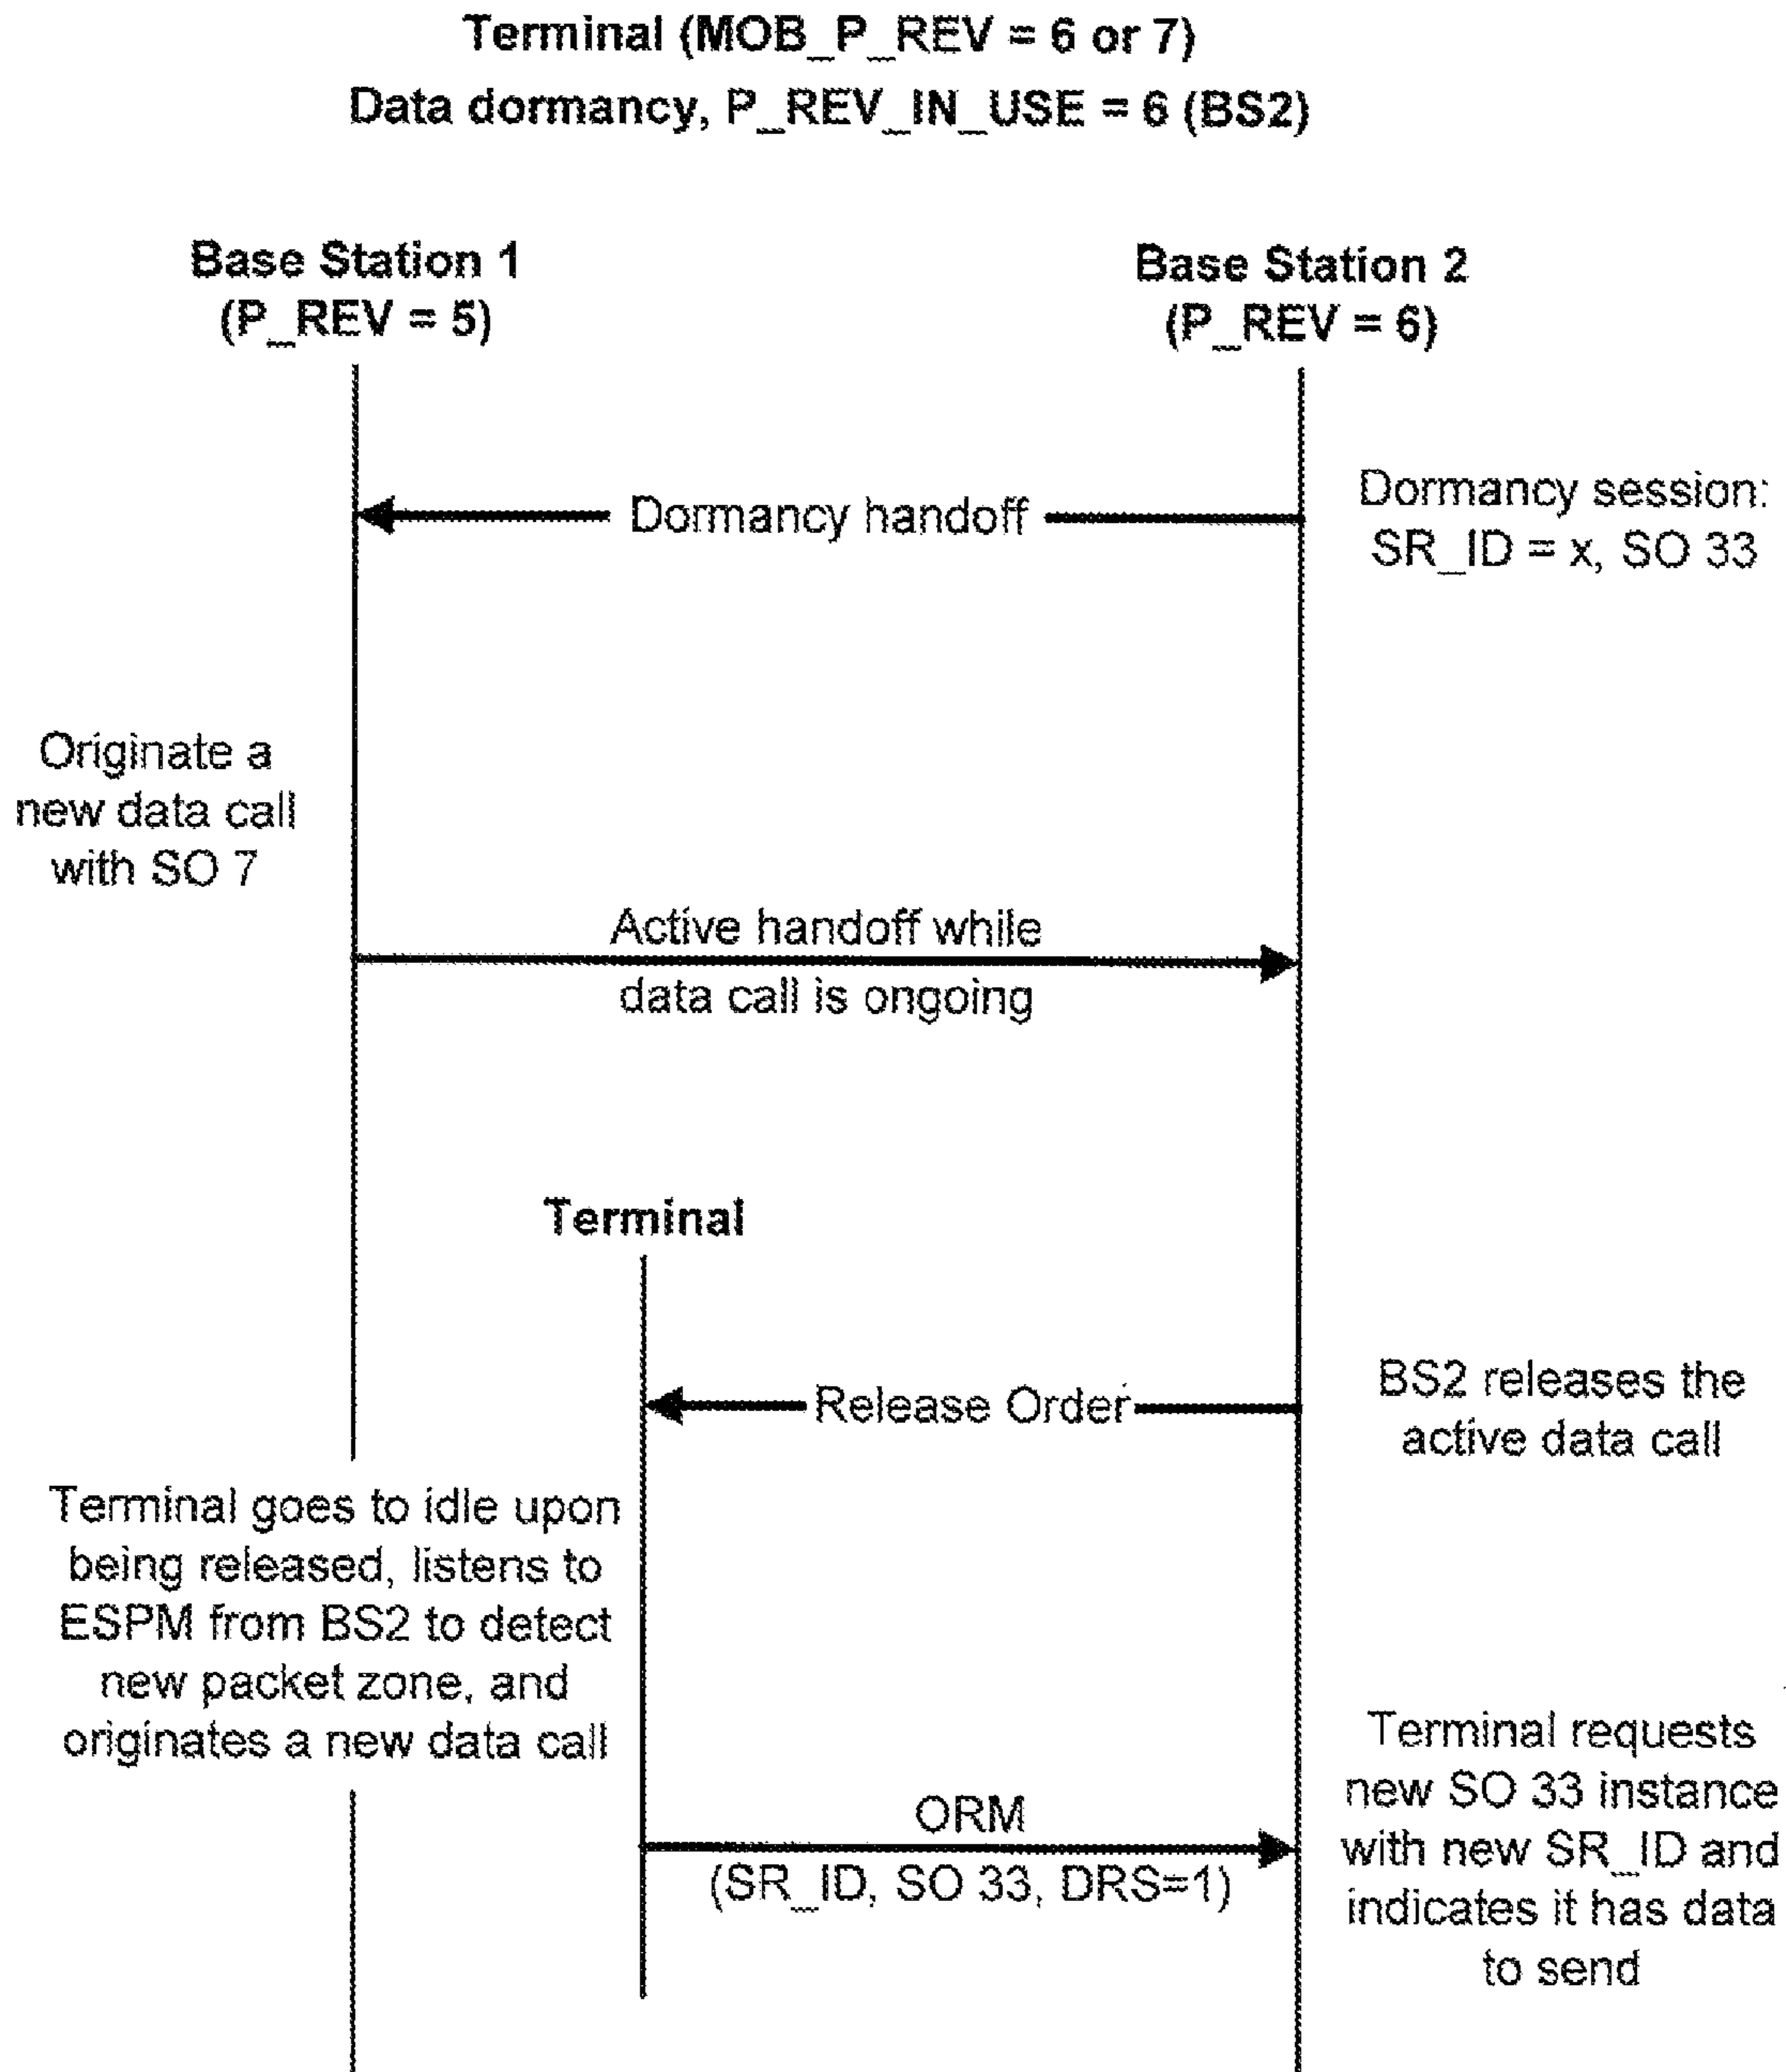 Terminal (MOB_P_REV = 6 or 7)
Data dormancy, P_REV_IN_USE = 6 (BS2)
Base Station 1
(P_REV = 5)
Base Station 2
(P_REV = 6)
Dormancy handoff
Dormancy session:
SR_ID = x, SO 33
Originate a
new data call
with SO 7
Active handoff while
data call is ongoing
Terminal
Release Order
BS2 releases the
active data call
Terminal goes to idle upon
being released, listens to
ESPM from BS2 to detect
new packet zone, and
originates a new data call
ORM
(SR_ID, SO 33, DRS=1)
Terminal requests
new SO 33 instance
with new SR_ID and
indicates it has data
to send